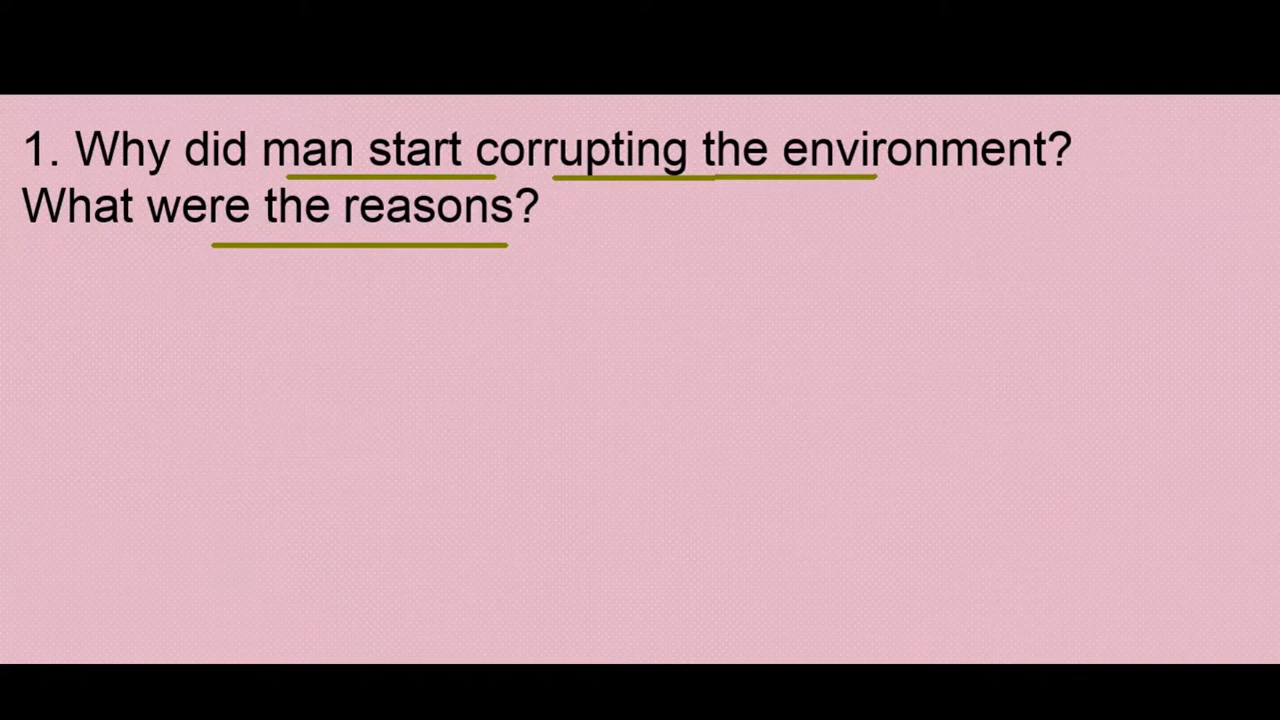 1. Why did man start corrupting the environment?
What were the reasons?